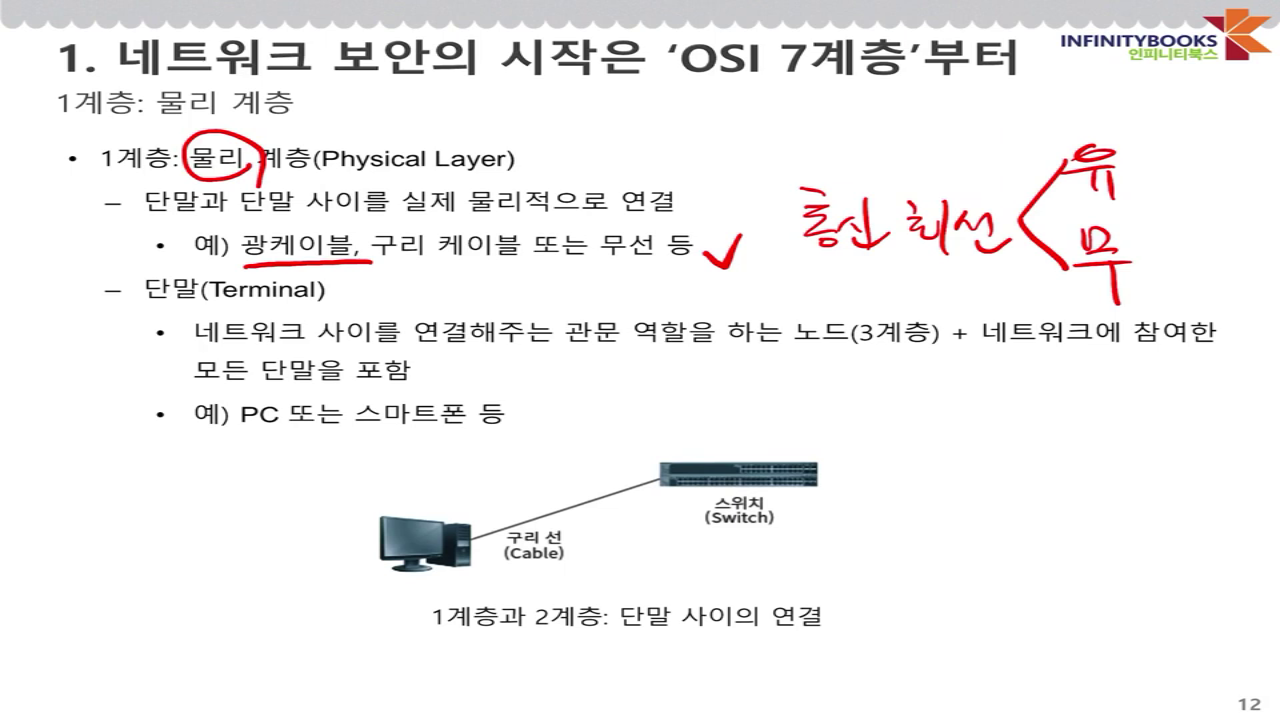 1. 네트워크 보안의 시작은 ‘OSI 7계층’부터
INFINITYBOOKS
인피니티북스
1계층: 물리 계층
• 1계층: 물리 계층(Physical Layer)
– 단말과 단말 사이를 실제 물리적으로 연결
• 예) 광케이블, 구리 케이블 또는 무선 등
통신 회선
유
무
– 단말(Terminal)
• 네트워크 사이를 연결해주는 관문 역할을 하는 노드(3계층) + 네트워크에 참여한
모든 단말을 포함
• 예) PC 또는 스마트폰 등
스위치
(Switch)
구리 선
(Cable)
1계층과 2계층: 단말 사이의 연결
12